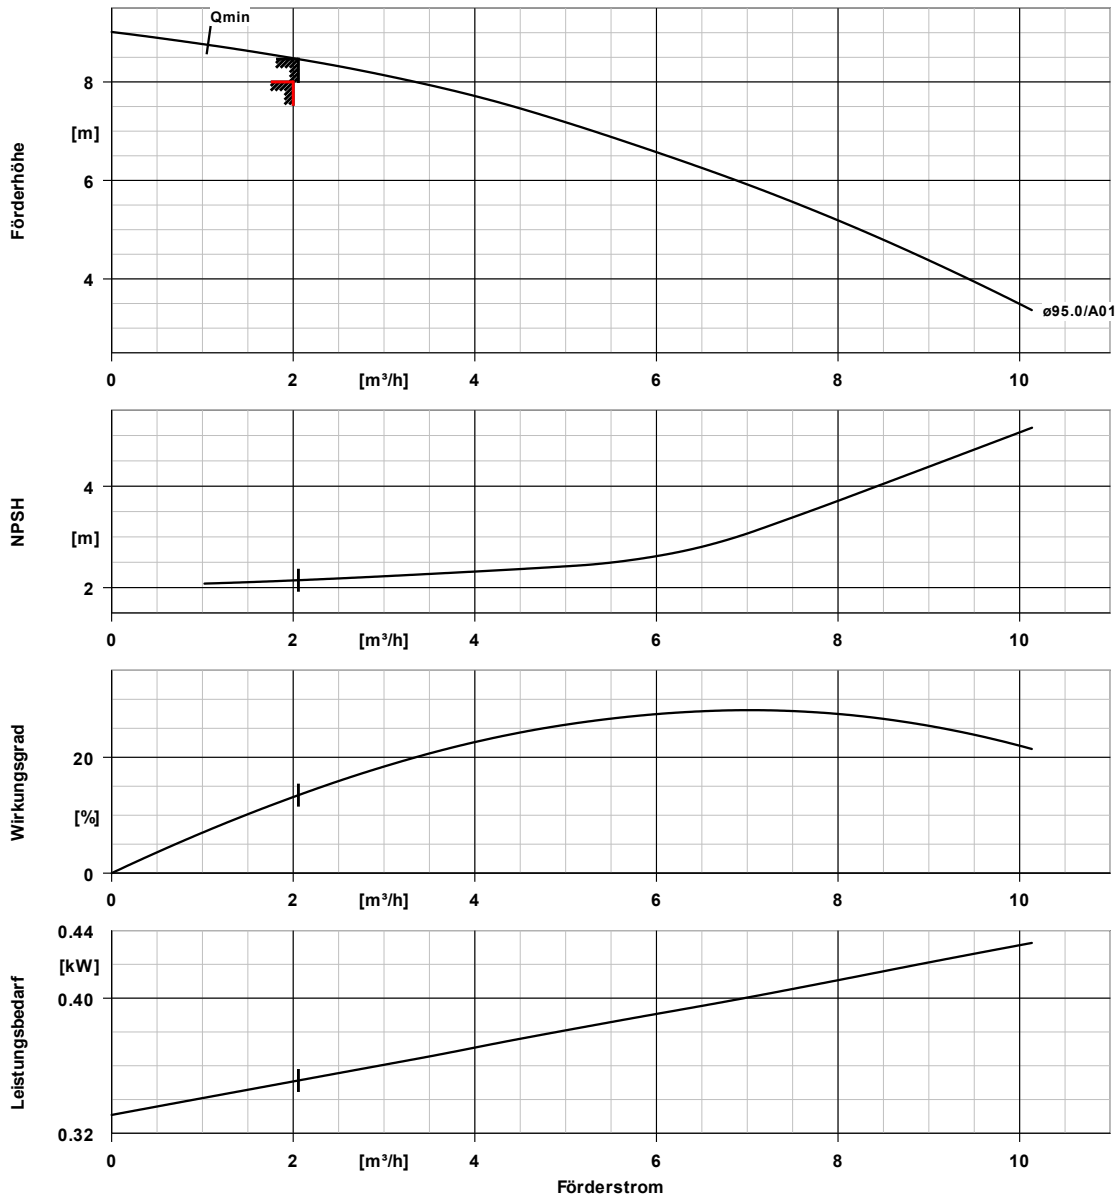 Qmin
8
[m]
6
4
Förderhöhe
ø95.0/A01
0 2 [m³/h] 4 6 8 10
4
[m]
2
NPSH
0 2 [m³/h] 4 6 8 10
20
[%]
0
Wirkungsgrad
0 2 [m³/h] 4 6 8 10
0.44
[kW]
0.40
0.32
Leistungsbedarf
0 2 [m³/h] 4 6 8 10
Förderstrom